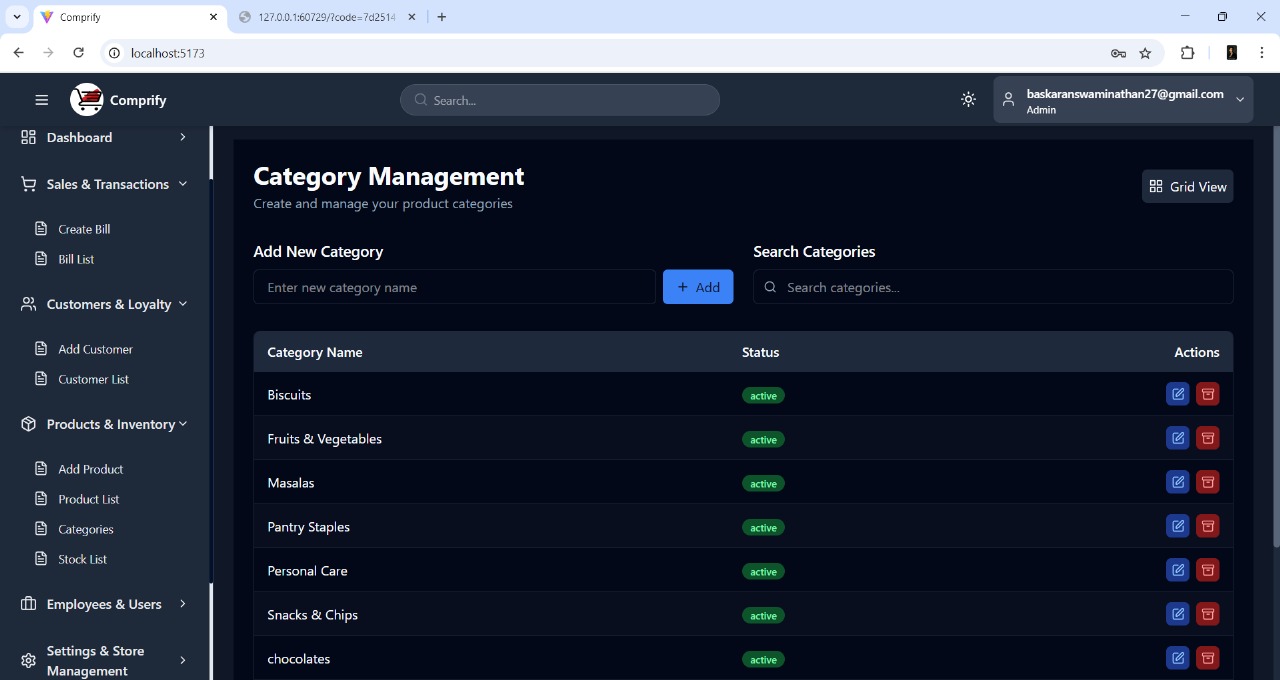 Comprify
127.0.0.1:60729/?code=7d2514
localhost:5173
Comprify
Search...
baskaranswaminathan27@gmail.com
Admin
Dashboard
Sales & Transactions
Create Bill
Bill List
Customers & Loyalty
Add Customer
Customer List
Products & Inventory
Add Product
Product List
Categories
Stock List
Employees & Users
Settings & Store
Management
Category Management
Create and manage your product categories
Grid View
Add New Category
Search Categories
Enter new category name
Add
Search categories...
Category Name Status Actions
Biscuits active
Fruits & Vegetables active
Masalas active
Pantry Staples active
Personal Care active
Snacks & Chips active
chocolates active